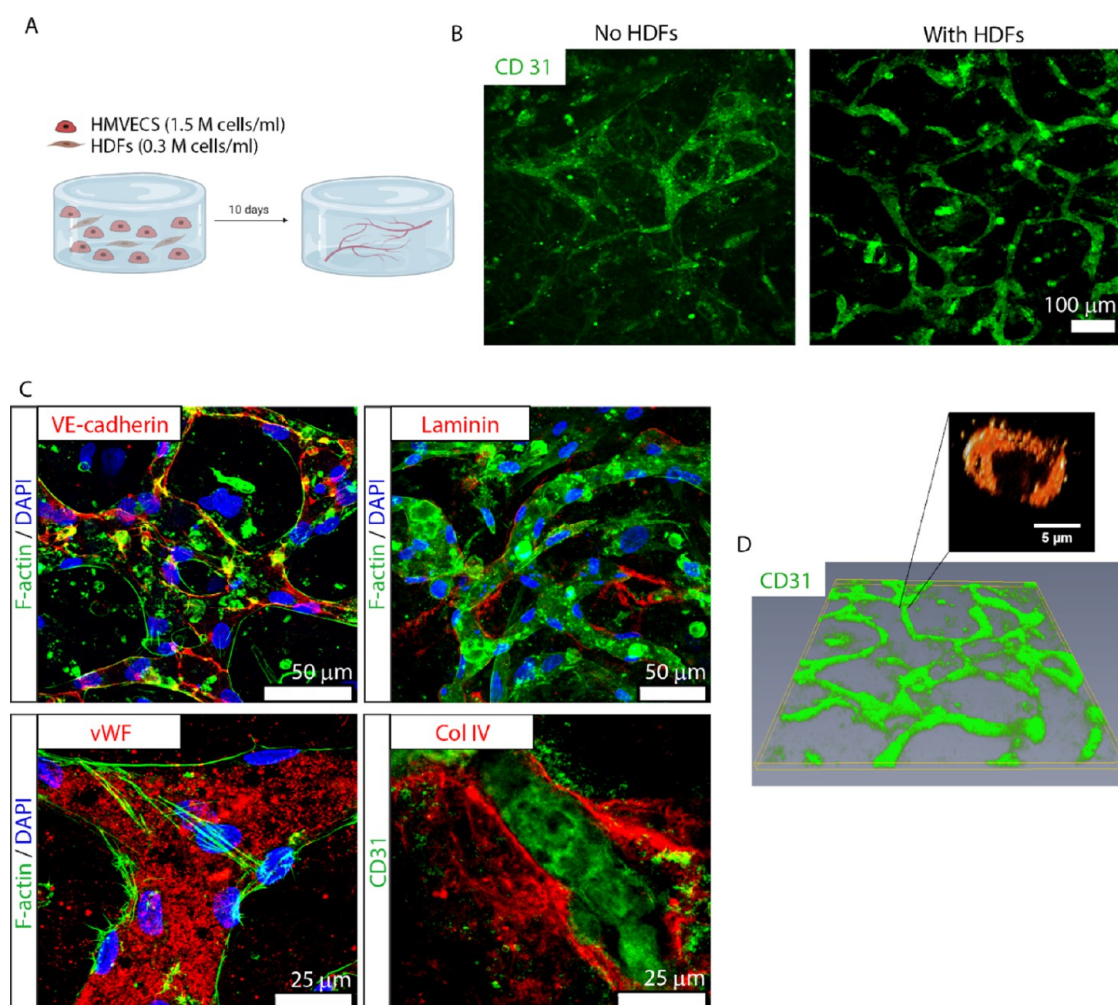 A
HMVECS (1.5 M cells/ml)
HDFs (0.3 M cells/ml)
10 days
B
No HDFs
With HDFs
CD 31
100 μm
C
VE-cadherin
F-actin / DAPI
50 μm
Laminin
F-actin / DAPI
50 μm
vWF
F-actin / DAPI
25 μm
Col IV
CD31
25 μm
D
CD31
5 μm